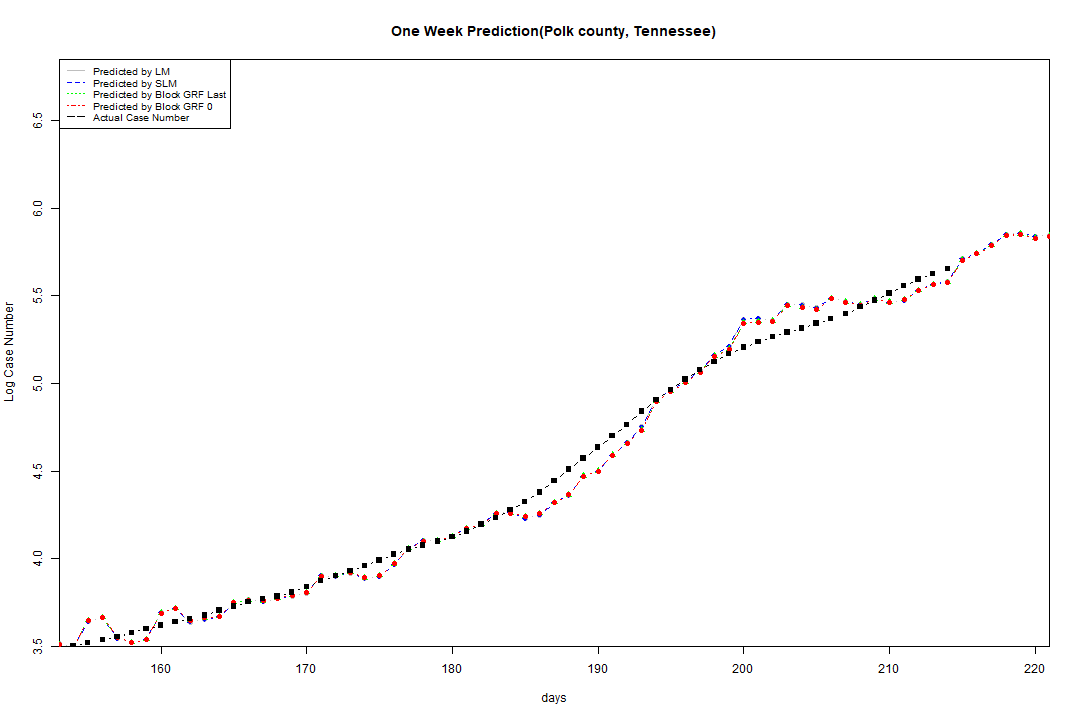 One Week Prediction(Polk county, Tennessee)
Predicted by LM
Predicted by SLM
Predicted by Block GRF Last
Predicted by Block GRF 0
Actual Case Number
6.5
6.0
5.5
5.0
4.5
4.0
3.5
Log Case Number
160 170 180 190 200 210 220
days